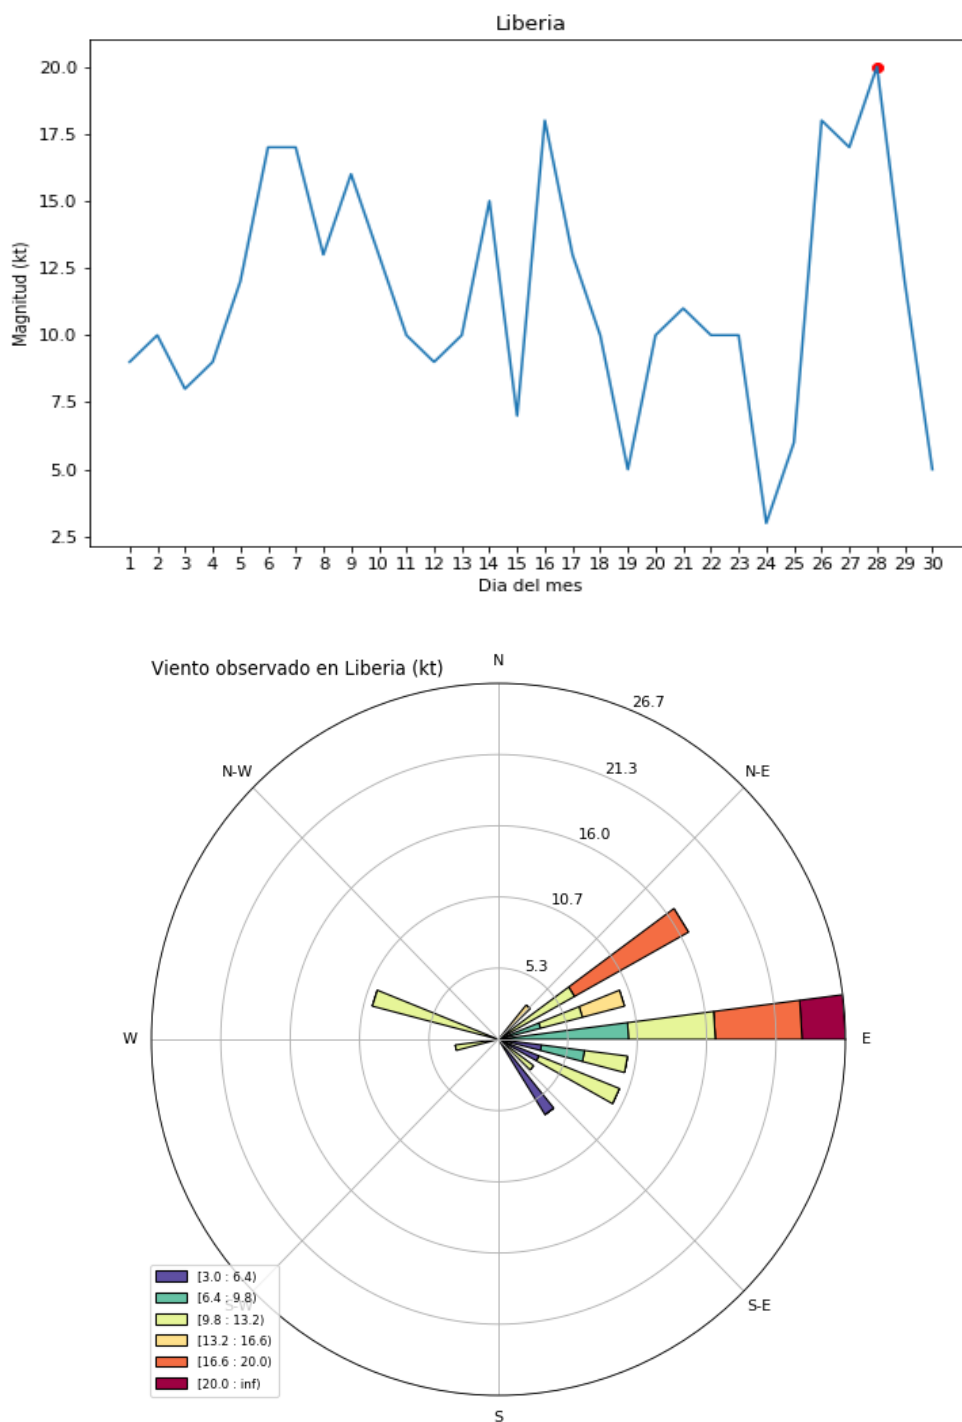 Liberia
20.0
17.5
15.0
12.5
10.0
7.5
5.0
2.5
Magnitud (kt)
1 2 3 4 5 6 7 8 9 10 11 12 13 14 15 16 17 18 19 20 21 22 23 24 25 26 27 28 29 30
Dia del mes
Viento observado en Liberia (kt)
N
26.7
N-W
21.3
N-E
16.0
10.7
5.3
W
E
[3.0 : 6.4)
[6.4 : 9.8)
S-W
S-E
[9.8 : 13.2)
[13.2 : 16.6)
[16.6 : 20.0)
[20.0 : inf)
S